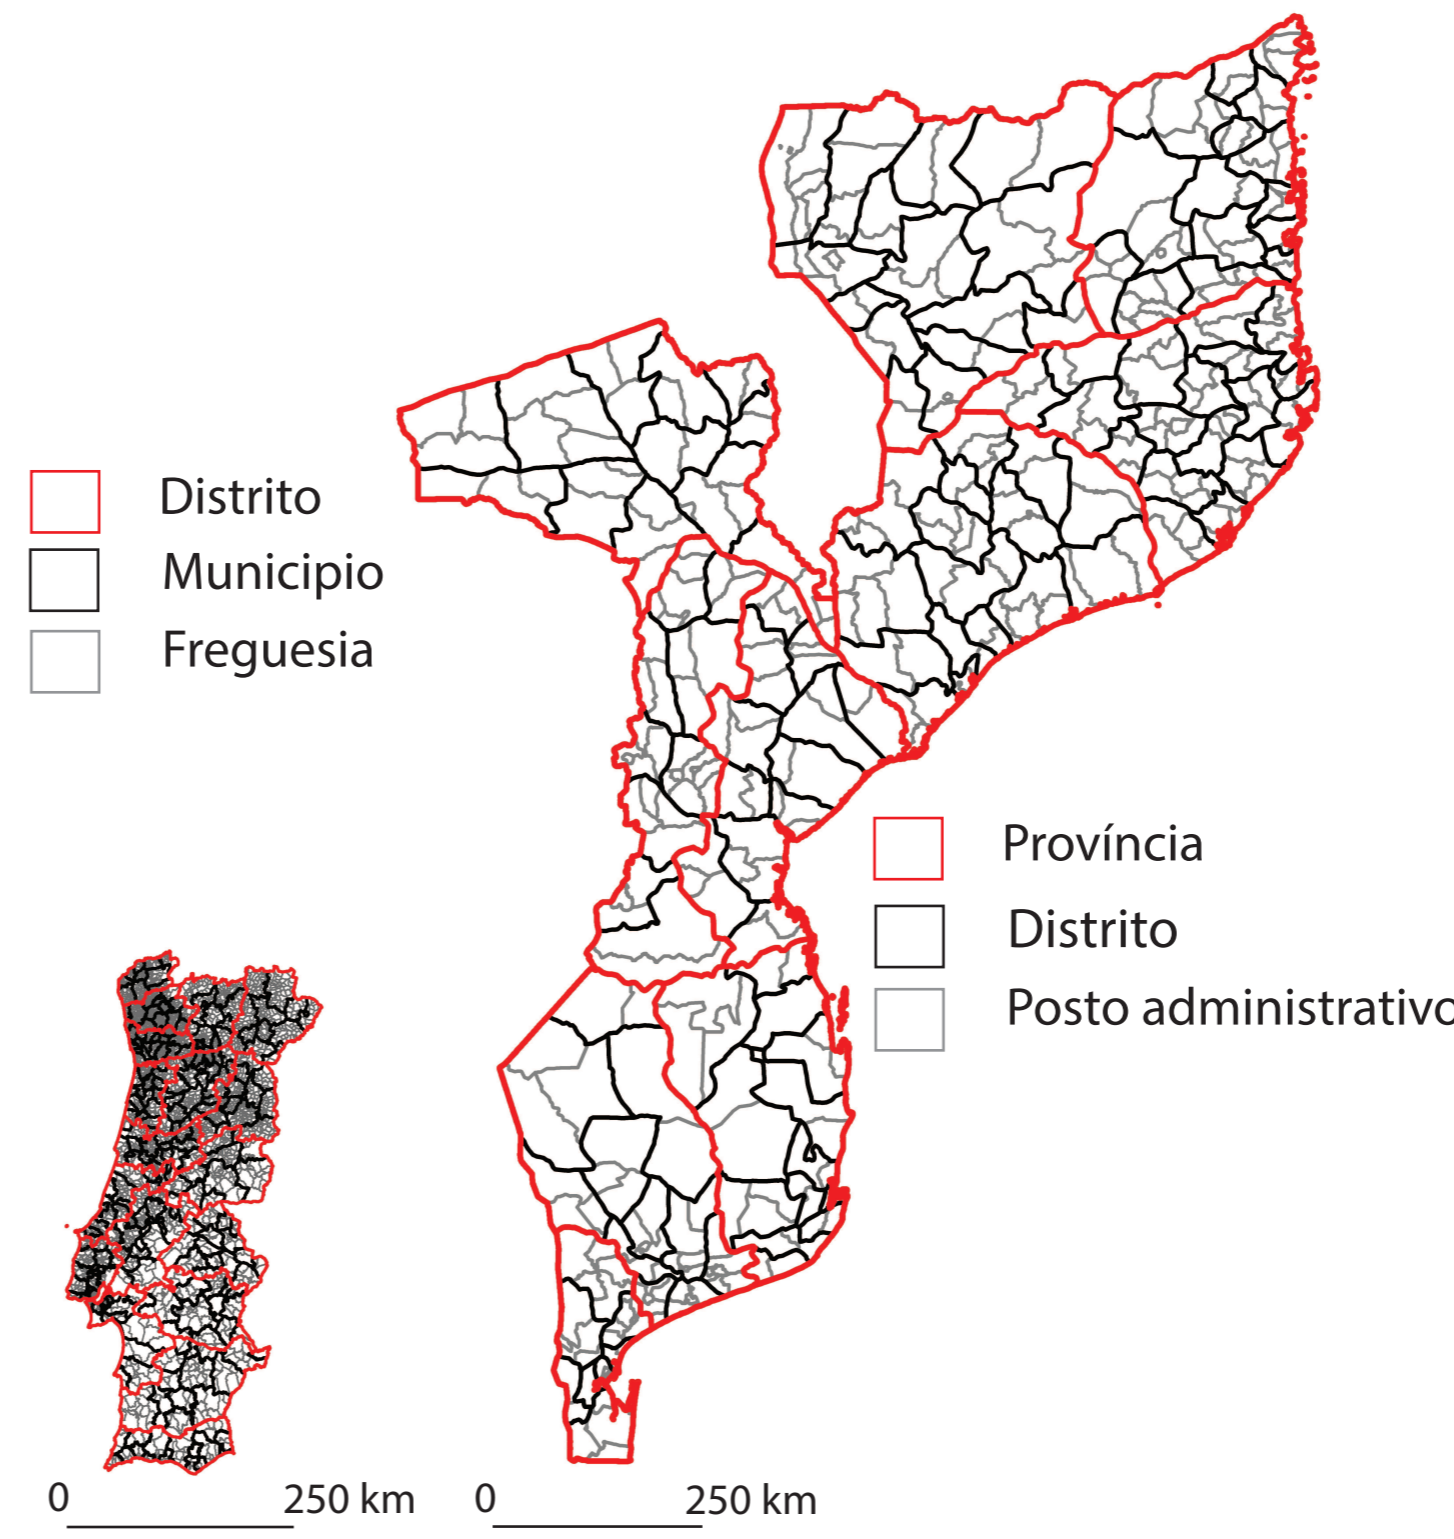 Distrito
Municipio
Freguesia
Província
Distrito
Posto administrativo
0 250 km
0 250 km